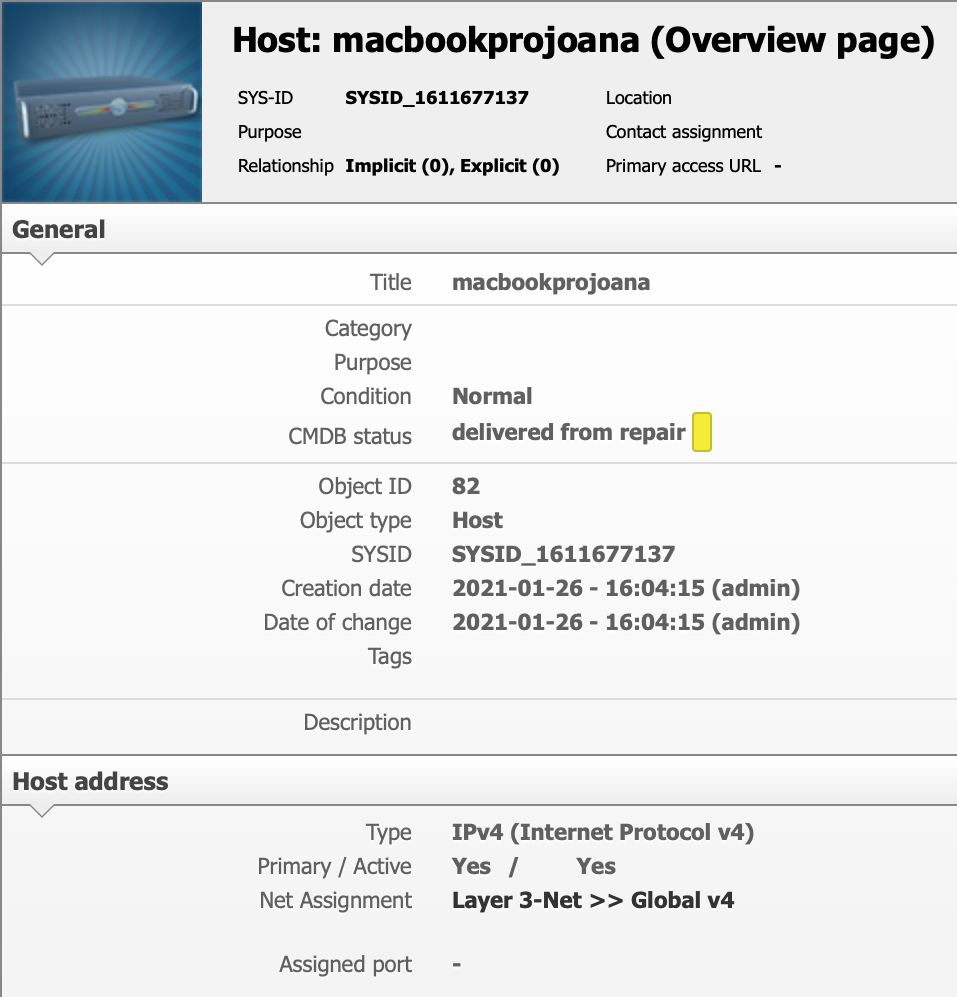 Host: macbookprojoana (Overview page)
SYS-ID SYSID_1611677137 Location
Purpose Contact assignment
Relationship Implicit (0), Explicit (0) Primary access URL -
General
Title macbookprojoana
Category
Purpose
Condition Normal
CMDB status delivered from repair
Object ID 82
Object type Host
SYSID SYSID_1611677137
Creation date 2021-01-26 - 16:04:15 (admin)
Date of change 2021-01-26 - 16:04:15 (admin)
Tags
Description
Host address
Type IPv4 (Internet Protocol v4)
Primary / Active Yes / Yes
Net Assignment Layer 3-Net >> Global v4
Assigned port -